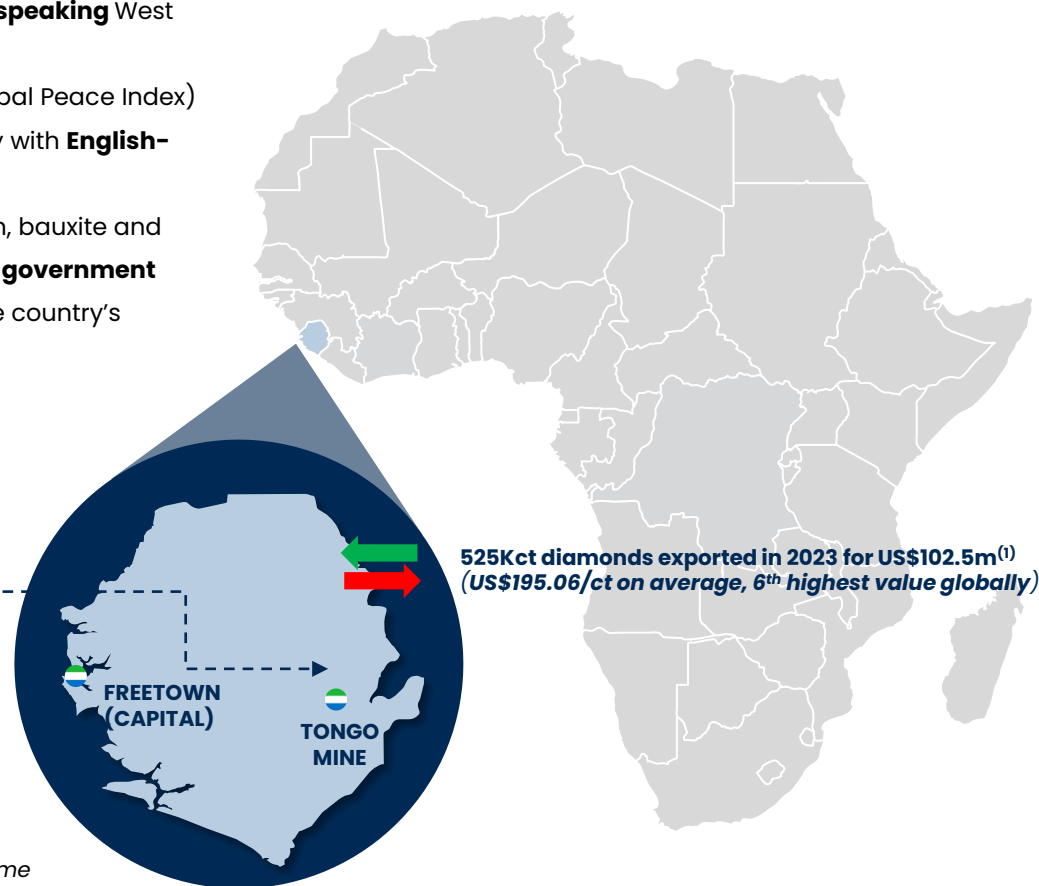 speaking West
bal Peace Index)
y with English-
n, bauxite and
government
e country's
525Kct diamonds exported in 2023 for US$102.5m(1)
(US$195.06/ct on average, 6th highest value globally)
FREETOWN
(CAPITAL)
TONGO
MINE
me